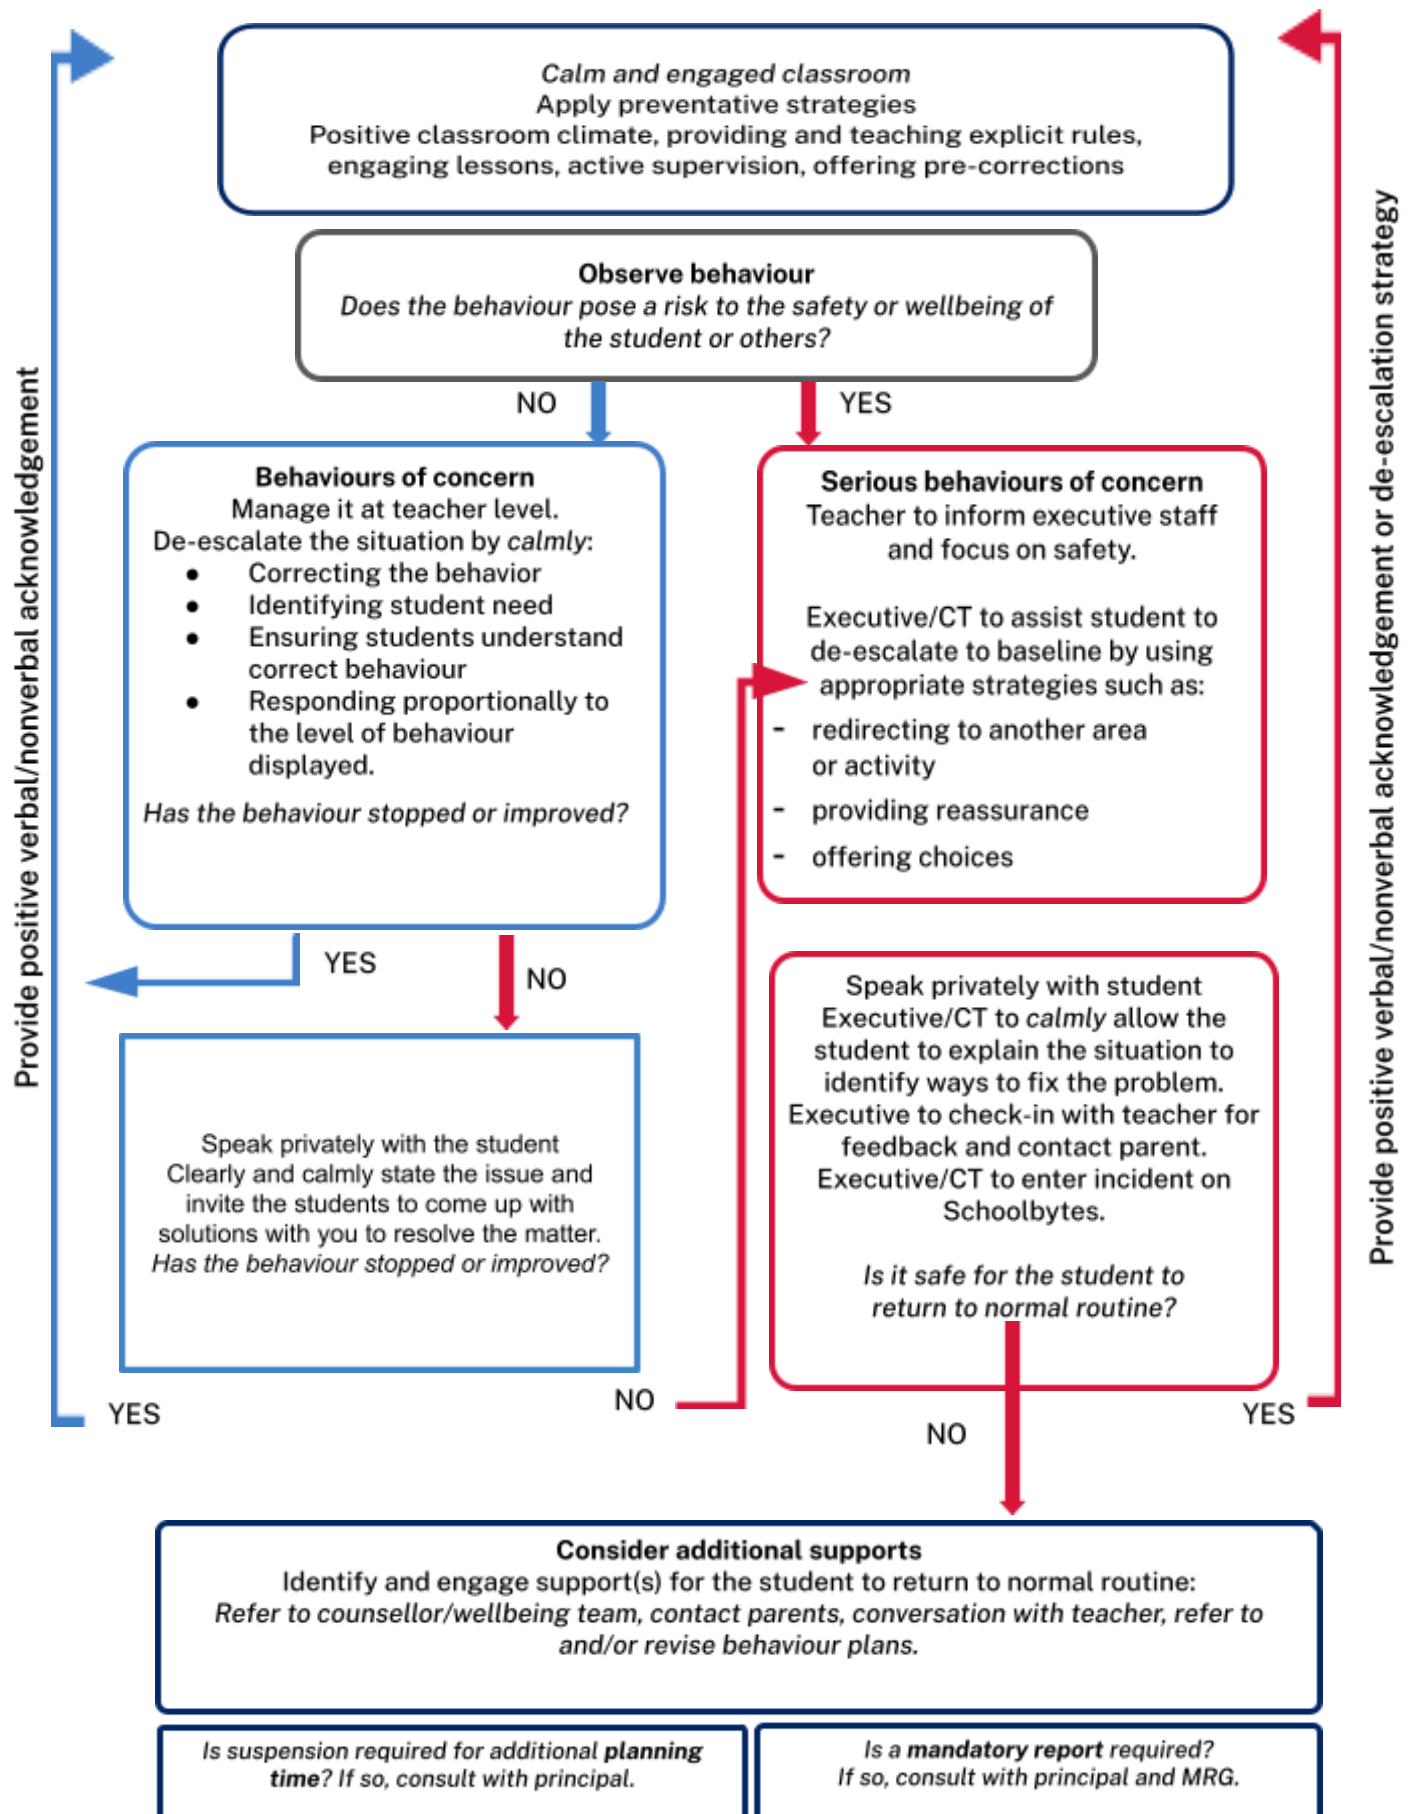 Calm and engaged classroom
Apply preventative strategies
Positive classroom climate, providing and teaching explicit rules,
engaging lessons, active supervision, offering pre-corrections
Observe behaviour
Does the behaviour pose a risk to the safety or wellbeing of
the student or others?
NO
YES
Behaviours of concern
Manage it at teacher level.
De-escalate the situation by calmly:
● Correcting the behavior
● Identifying student need
● Ensuring students understand
correct behaviour
● Responding proportionally to
the level of behaviour
displayed.
Has the behaviour stopped or improved?
YES
NO
Speak privately with the student
Clearly and calmly state the issue and
invite the students to come up with
solutions with you to resolve the matter.
Has the behaviour stopped or improved?
YES
NO
Provide positive verbal/nonverbal acknowledgement
Serious behaviours of concern
Teacher to inform executive staff
and focus on safety.
Executive/CT to assist student to
de-escalate to baseline by using
appropriate strategies such as:
- redirecting to another area
or activity
- providing reassurance
- offering choices
Speak privately with student
Executive/CT to calmly allow the
student to explain the situation to
identify ways to fix the problem.
Executive to check-in with teacher for
feedback and contact parent.
Executive/CT to enter incident on
Schoolbytes.
Is it safe for the student to
return to normal routine?
NO
YES
Provide positive verbal/nonverbal acknowledgement or de-escalation strategy
Consider additional supports
Identify and engage support(s) for the student to return to normal routine:
Refer to counsellor/wellbeing team, contact parents, conversation with teacher, refer to
and/or revise behaviour plans.
Is suspension required for additional planning
time? If so, consult with principal.
Is a mandatory report required?
If so, consult with principal and MRG.